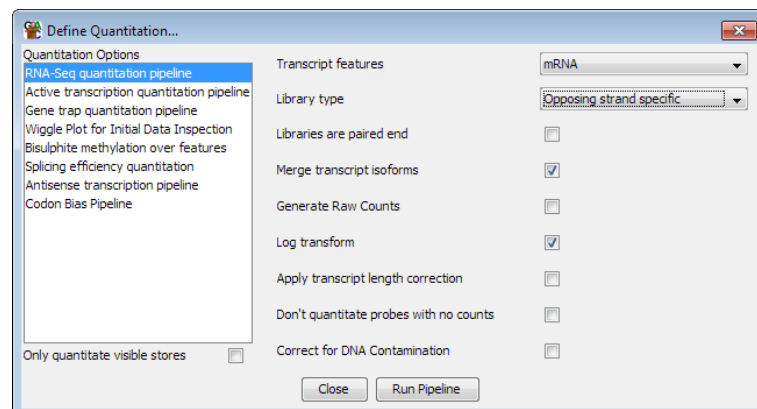 Define Quantitation...
Quantitation Options
RNA-Seq quantitation pipeline
Active transcription quantitation pipeline
Gene trap quantitation pipeline
Wiggle Plot for Initial Data Inspection
Bisulphite methylation over features
Splicing efficiency quantitation
Antisense transcription pipeline
Codon Bias Pipeline
Only quantitate visible stores
Transcript features mRNA
Library type Opposing strand specific
Libraries are paired end
Merge transcript isoforms
Generate Raw Counts
Log transform
Apply transcript length correction
Don't quantitate probes with no counts
Correct for DNA Contamination
Close Run Pipeline